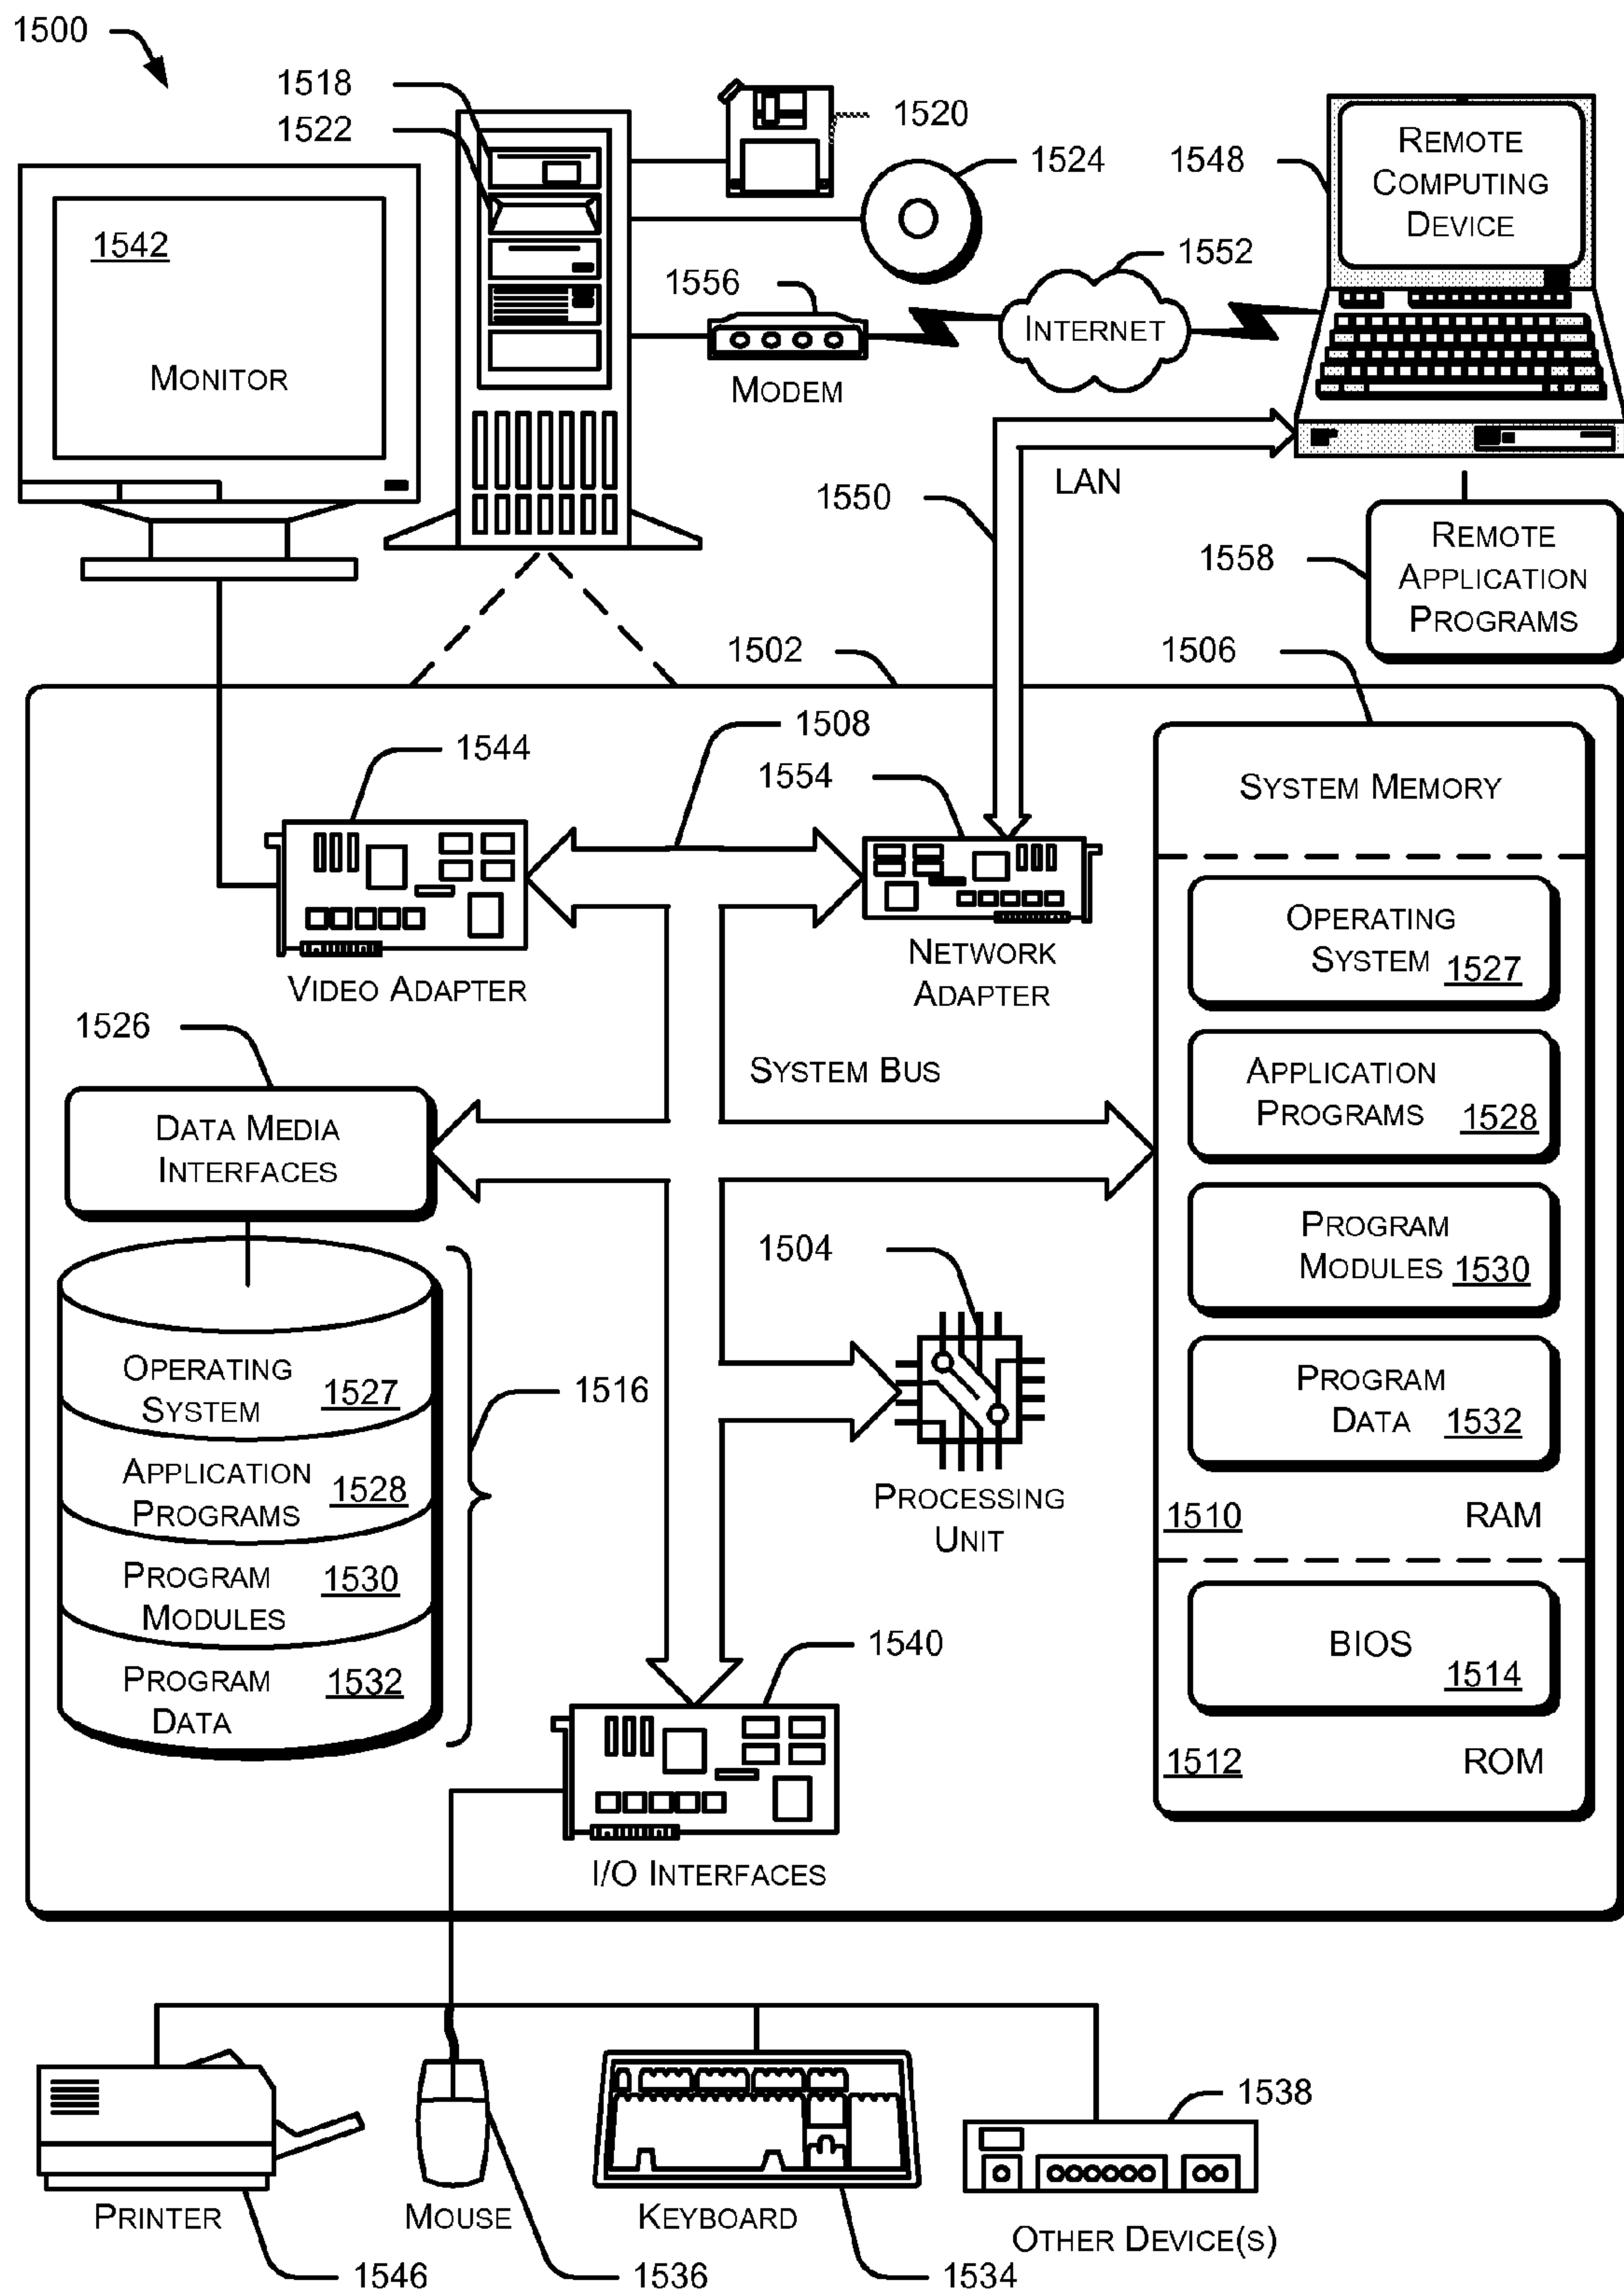 1500
1518
1522
1520
1524
1548
REMOTE
COMPUTING
DEVICE
1542
MONITOR
1556
MODEM
1552
INTERNET
LAN
1550
1558
REMOTE
APPLICATION
PROGRAMS
1502
1506
1508
1544
1554
VIDEO ADAPTER
NETWORK
ADAPTER
SYSTEM MEMORY
OPERATING
SYSTEM 1527
APPLICATION
PROGRAMS 1528
PROGRAM
MODULES 1530
PROGRAM
DATA 1532
1510 RAM
BIOS
1514
1512 ROM
1526
DATA MEDIA
INTERFACES
SYSTEM BUS
1504
PROCESSING
UNIT
OPERATING
SYSTEM 1527
APPLICATION
PROGRAMS 1528
PROGRAM
MODULES 1530
PROGRAM
DATA 1532
1516
1540
I/O INTERFACES
PRINTER
1546
MOUSE
1536
KEYBOARD
1534
1538
OTHER DEVICE(S)